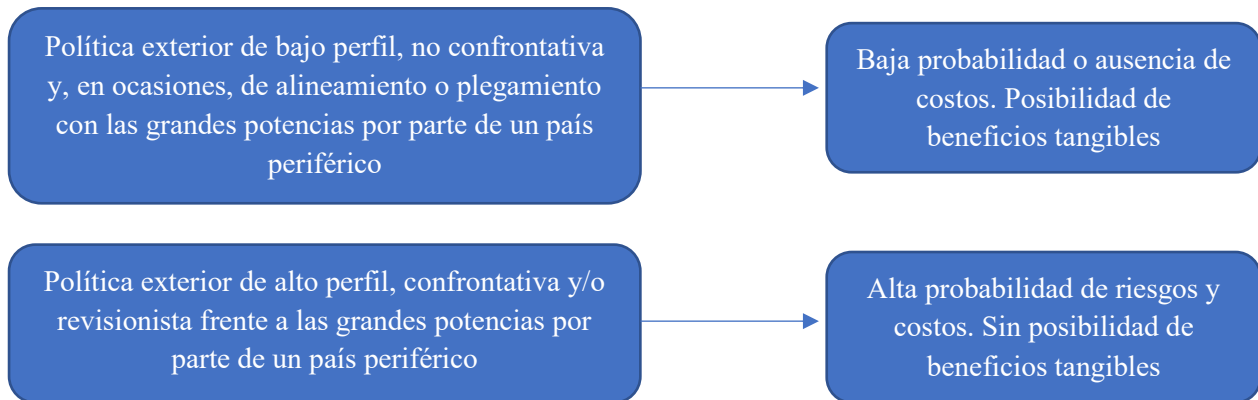 Política exterior de bajo perfil, no confrontativa
y, en ocasiones, de alineamiento o plegamiento
con las grandes potencias por parte de un país
periférico
Baja probabilidad o ausencia de
costos. Posibilidad de
beneficios tangibles
Política exterior de alto perfil, confrontativa y/o
revisionista frente a las grandes potencias por
parte de un país periférico
Alta probabilidad de riesgos y
costos. Sin posibilidad de
beneficios tangibles